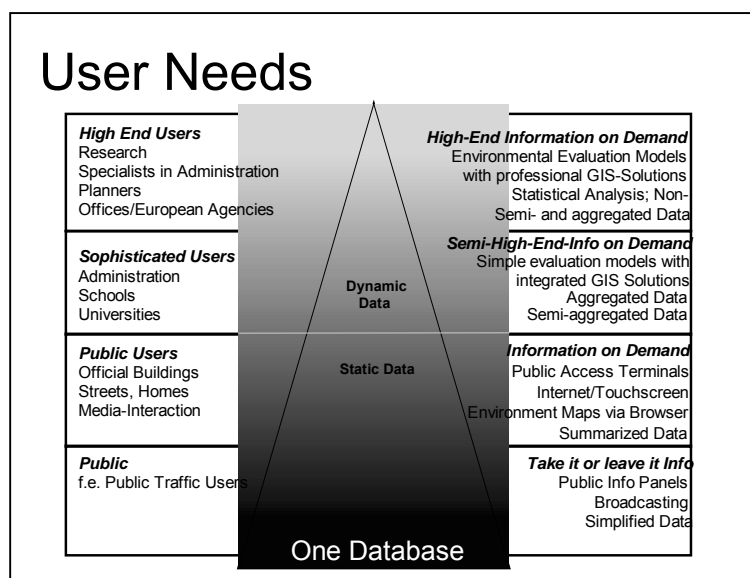 User Needs
High End Users
Research
Specialists in Administration
Planners
Offices/European Agencies
High-End Information on Demand
Environmental Evaluation Models
with professional GIS-Solutions
Statistical Analysis; Non-
Semi- and aggregated Data
Sophisticated Users
Administration
Schools
Universities
Dynamic
Data
Semi-High-End-Info on Demand
Simple evaluation models with
integrated GIS Solutions
Aggregated Data
Semi-aggregated Data
Public Users
Official Buildings
Streets, Homes
Media-Interaction
Static Data
Information on Demand
Public Access Terminals
Internet/Touchscreen
Environment Maps via Browser
Summarized Data
Public
f.e. Public Traffic Users
Take it or leave it Info
Public Info Panels
Broadcasting
Simplified Data
One Database